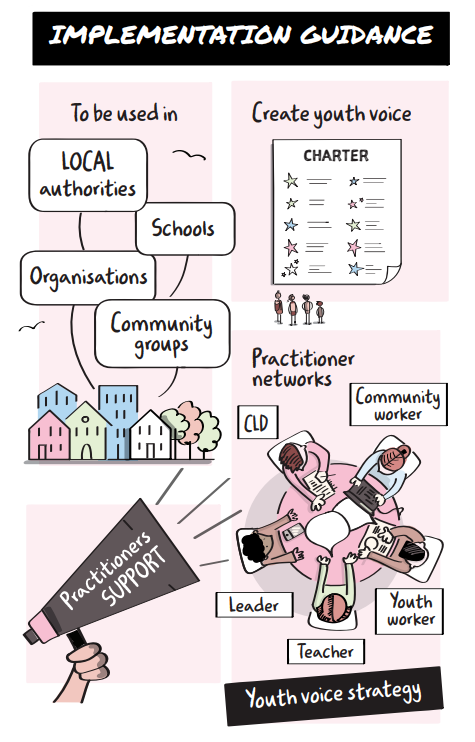 IMPLEMENTATION GUIDANCE
To be used in
LOCAL
authorities
Schools
Organisations
Community
groups
Create youth voice
CHARTER
Practitioner
networks
CLD
Community
worker
Leader
Teacher
Youth
worker
Practitioners
SUPPORT
Youth voice strategy